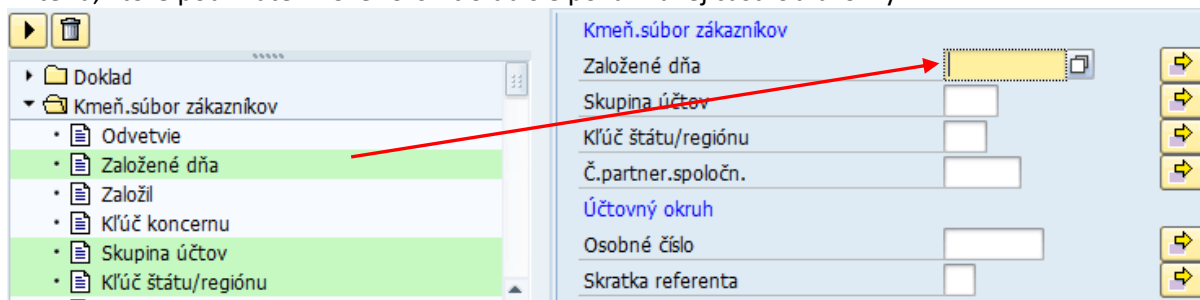 Doklad
Kmeň.súbor zákazníkov
Odvetvie
Založené dňa
Založil
Kľúč koncernu
Skupina účtov
Kľúč štátu/regiónu
Kmeň.súbor zákazníkov
Založené dňa
Skupina účtov
Kľúč štátu/regiónu
Č.partner.spoločn.
Účtovný okruh
Osobné číslo
Skratka referenta